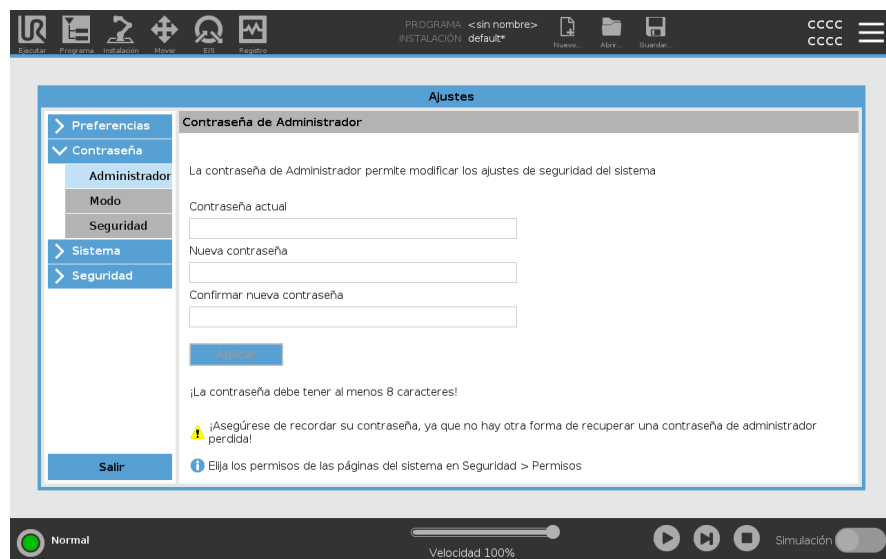 PROGRAMA <sin nombre>
INSTALACIÓN default*
CCCC
CCCC
Ejecutar Programa Instalación Mover E/S Registro Nuevo... Abrir... Guardar...
Ajustes
Preferencias
Contraseña
Administrador
Modo
Seguridad
Sistema
Seguridad
Salir
Contraseña de Administrador
La contraseña de Administrador permite modificar los ajustes de seguridad del sistema
Contraseña actual
Nueva contraseña
Confirmar nueva contraseña
Aplicar
¡La contraseña debe tener al menos 8 caracteres!
¡Asegúrese de recordar su contraseña, ya que no hay otra forma de recuperar una contraseña de administrador
perdida!
Elija los permisos de las páginas del sistema en Seguridad > Permisos
Normal
Velocidad 100%
Simulación